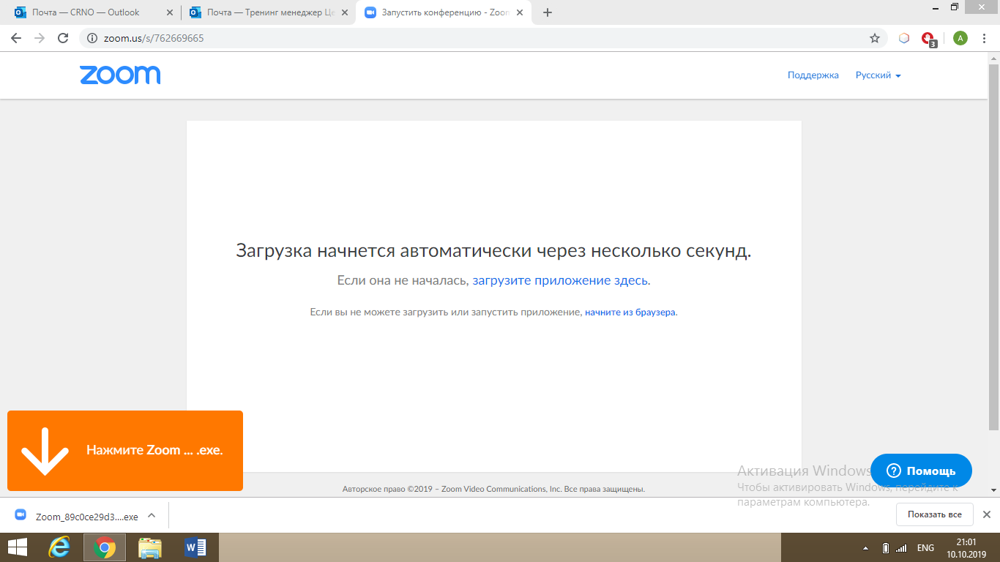 Почта — CRNO — Outlook
Почта — Тренинг менеджер Це
Запустить конференцию - Zoom
zoom.us/s/762669665
3
A
zoom
Поддержка
Русский
Загрузка начнется автоматически через несколько секунд.
Если она не началась, загрузите приложение здесь.
Если вы не можете загрузить или запустить приложение, начните из браузера.
Нажмите Zoom ... .exe.
Авторское право ©2019 – Zoom Video Communications, Inc. Все права защищены.
Активация Windows
Чтобы активировать Windows, перейдите к
параметрам компьютера.
Помощь
Zoom_89c0ce29d3....exe
Показать все
ENG
21:01
10.10.2019